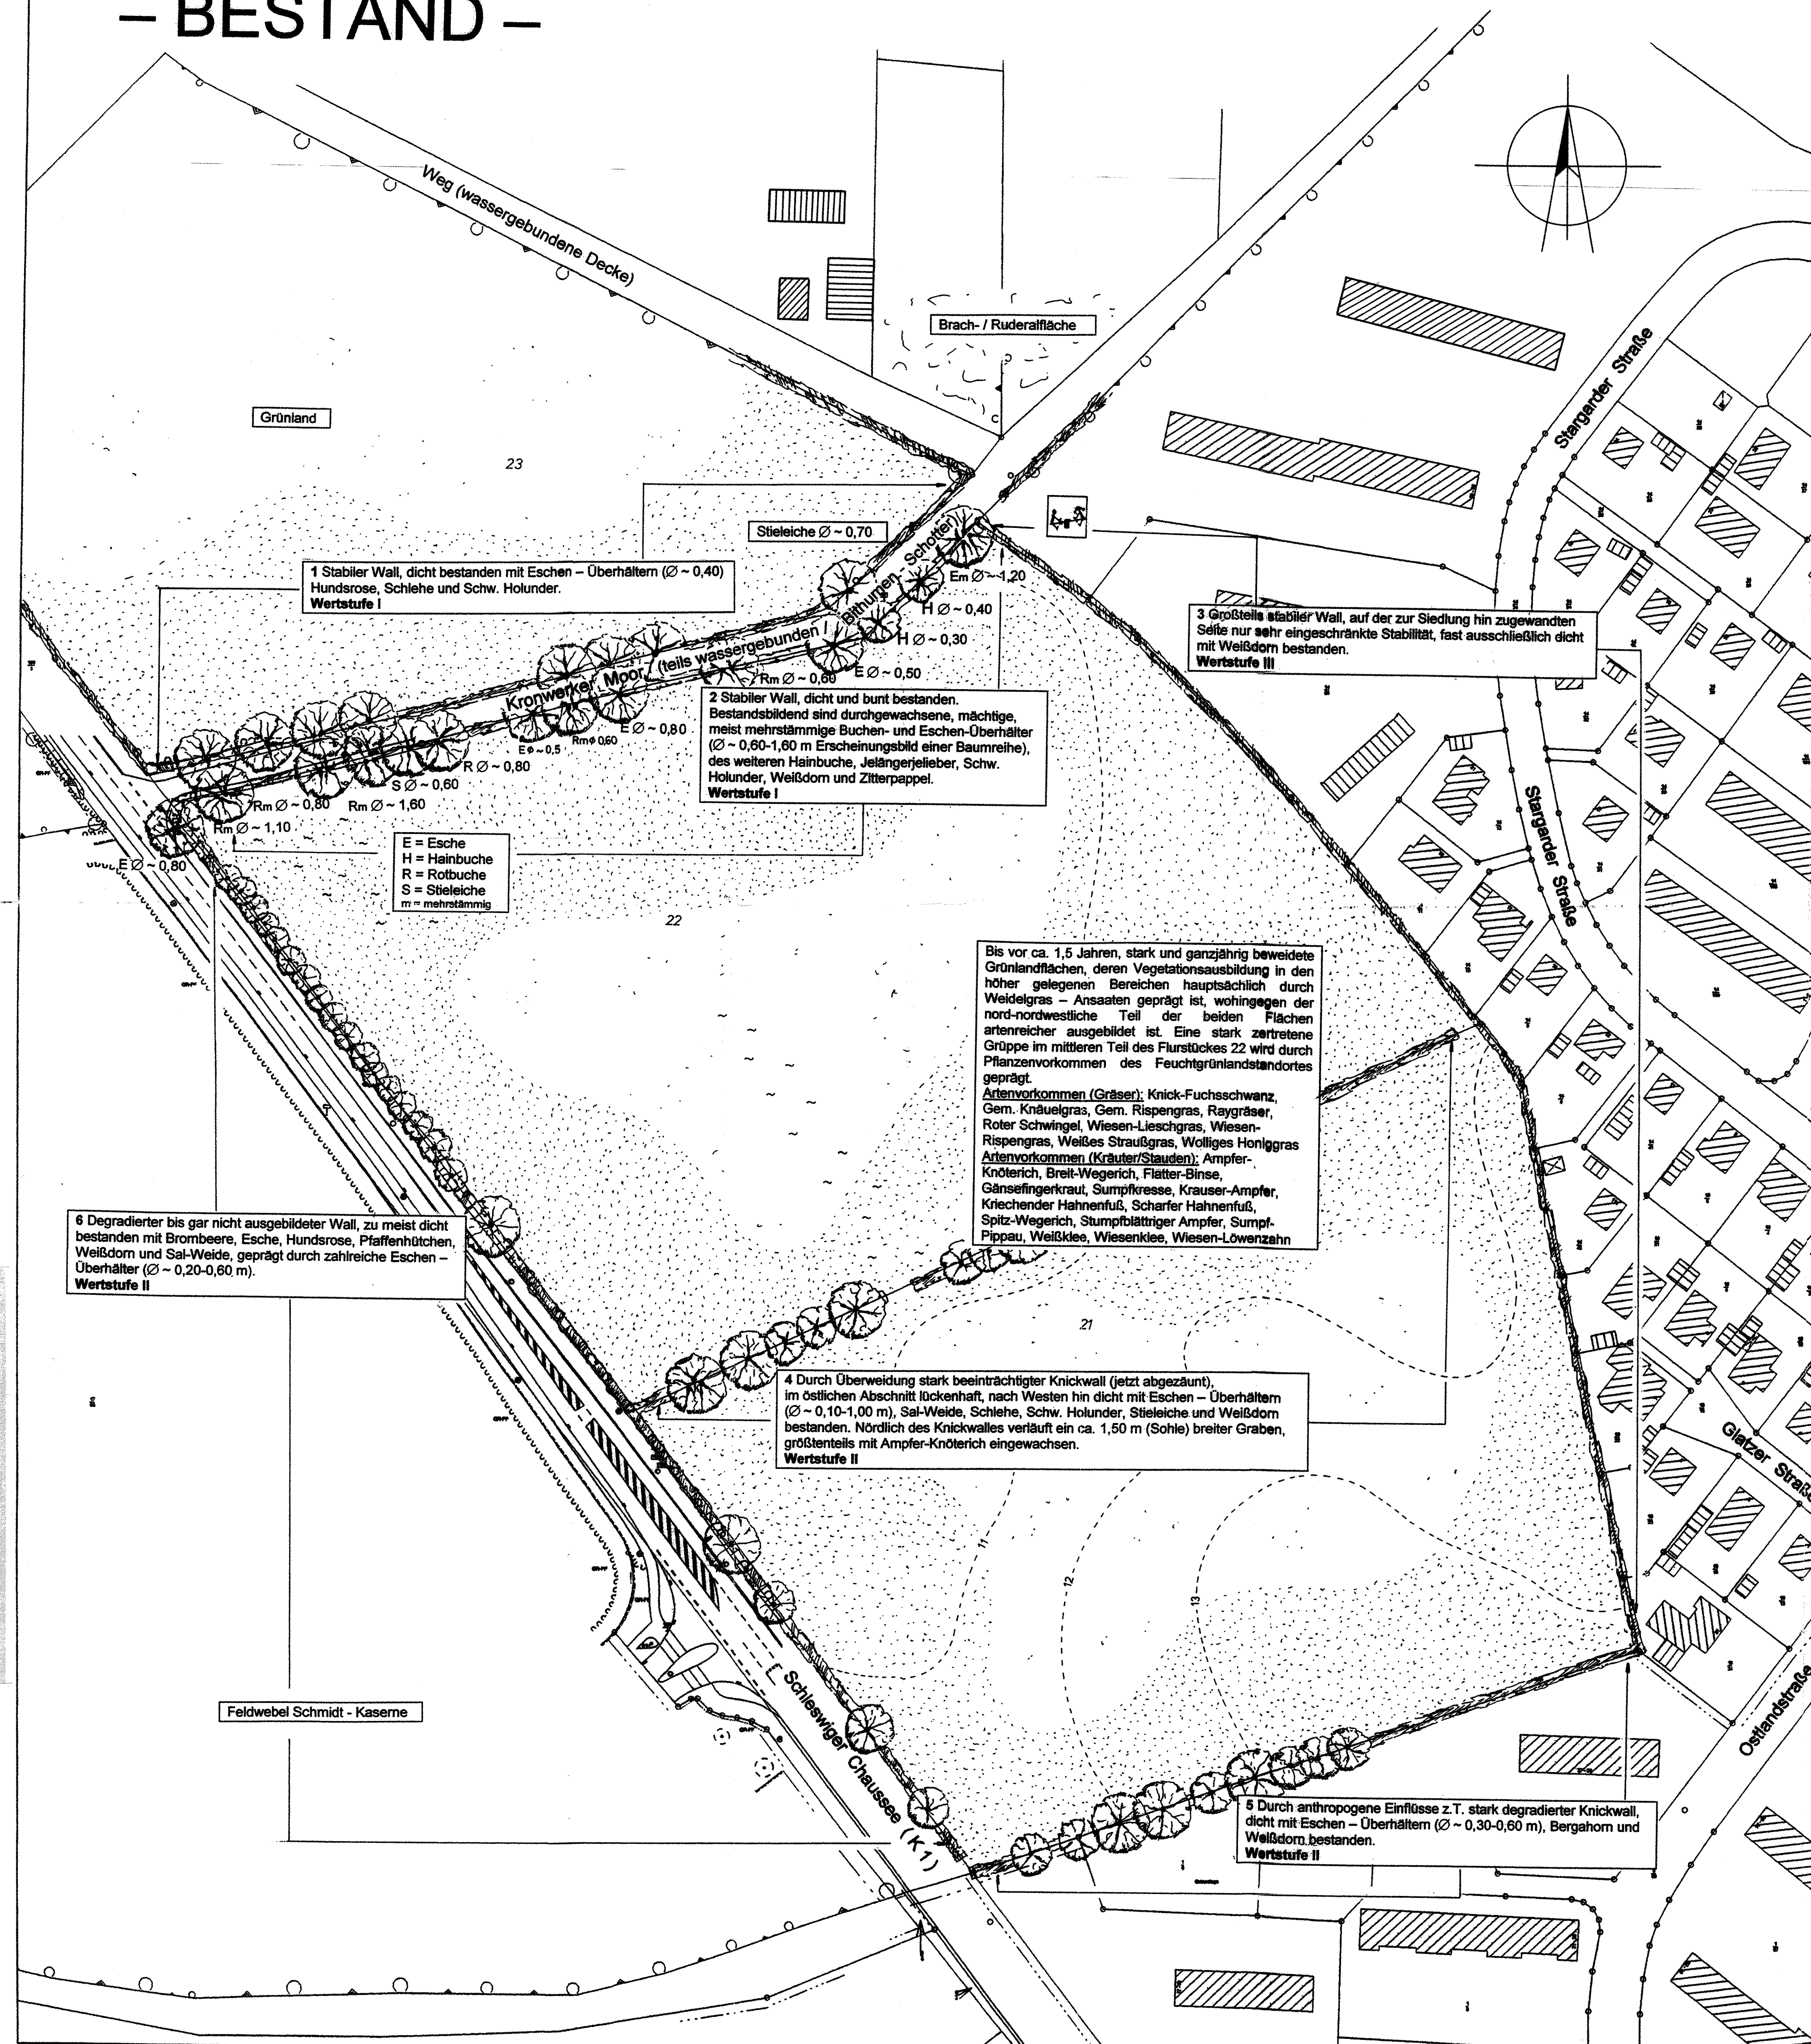 – BESTAND –
Weg (wassergebundene Decke)
Brach- / Ruderalfläche
Grünland
23
Stargarder Straße
Stieleiche Ø ~ 0,70
1 Stabiler Wall, dicht bestanden mit Eschen – Überhältern (Ø ~ 0,40)
Hundsrose, Schlehe und Schw. Holunder.
Wertstufe I
Em Ø ~ 1,20
H Ø ~ 0,40
H Ø ~ 0,30
E Ø ~ 0,50
Rm Ø ~ 0,60
Kronwerker Moor (teils wassergebunden / Bithumen - Schotter)
3 Großteils stabiler Wall, auf der zur Siedlung hin zugewandten
Seite nur sehr eingeschränkte Stabilität, fast ausschließlich dicht
mit Weißdorn bestanden.
Wertstufe III
2 Stabiler Wall, dicht und bunt bestanden.
Bestandsbildend sind durchgewachsene, mächtige,
meist mehrstämmige Buchen- und Eschen-Überhälter
(Ø ~ 0,60-1,60 m Erscheinungsbild einer Baumreihe),
des weiteren Hainbuche, Jelängerjelieber, Schw.
Holunder, Weißdorn und Zitterpappel.
Wertstufe I
E Ø ~ 0,80
Rm Ø 0,60
E Ø ~ 0,5
R Ø ~ 0,80
S Ø ~ 0,60
Rm Ø ~ 1,60
Rm Ø ~ 0,80
Rm Ø ~ 1,10
E Ø ~ 0,80
E = Esche
H = Hainbuche
R = Rotbuche
S = Stieleiche
m = mehrstämmig
22
Stargarder Straße
Bis vor ca. 1,5 Jahren, stark und ganzjährig beweidete
Grünlandflächen, deren Vegetationsausbildung in den
höher gelegenen Bereichen hauptsächlich durch
Weidelgras – Ansaaten geprägt ist, wohingegen der
nord-nordwestliche Teil der beiden Flächen
artenreicher ausgebildet ist. Eine stark zertretene
Grüppe im mittleren Teil des Flurstückes 22 wird durch
Pflanzenvorkommen des Feuchtgrünlandstandortes
geprägt.
Artenvorkommen (Gräser): Knick-Fuchsschwanz,
Gem. Knäuelgras, Gem. Rispengras, Raygräser,
Roter Schwingel, Wiesen-Lieschgras, Wiesen-
Rispengras, Weißes Straußgras, Wolliges Honiggras
Artenvorkommen (Kräuter/Stauden): Ampfer-
Knöterich, Breit-Wegerich, Flatter-Binse,
Gänsefingerkraut, Sumpfkresse, Krauser-Ampfer,
Kriechender Hahnenfuß, Scharfer Hahnenfuß,
Spitz-Wegerich, Stumpfblättriger Ampfer, Sumpf-
Pippau, Weißklee, Wiesenklee, Wiesen-Löwenzahn
6 Degradierter bis gar nicht ausgebildeter Wall, zu meist dicht
bestanden mit Brombeere, Esche, Hundsrose, Pfaffenhütchen,
Weißdorn und Sal-Weide, geprägt durch zahlreiche Eschen –
Überhälter (Ø ~ 0,20-0,60 m).
Wertstufe II
21
4 Durch Überweidung stark beeinträchtigter Knickwall (jetzt abgezäunt),
im östlichen Abschnitt lückenhaft, nach Westen hin dicht mit Eschen – Überhältern
(Ø ~ 0,10-1,00 m), Sal-Weide, Schlehe, Schw. Holunder, Stieleiche und Weißdorn
bestanden. Nördlich des Knickwalles verläuft ein ca. 1,50 m (Sohle) breiter Graben,
größtenteils mit Ampfer-Knöterich eingewachsen.
Wertstufe II
Glatzer Straße
11
12
13
Feldwebel Schmidt - Kaserne
Schleswiger Chaussee (K1)
Ostlandstraße
5 Durch anthropogene Einflüsse z.T. stark degradierter Knickwall,
dicht mit Eschen – Überhältern (Ø ~ 0,30-0,60 m), Bergahorn und
Weißdorn bestanden.
Wertstufe II